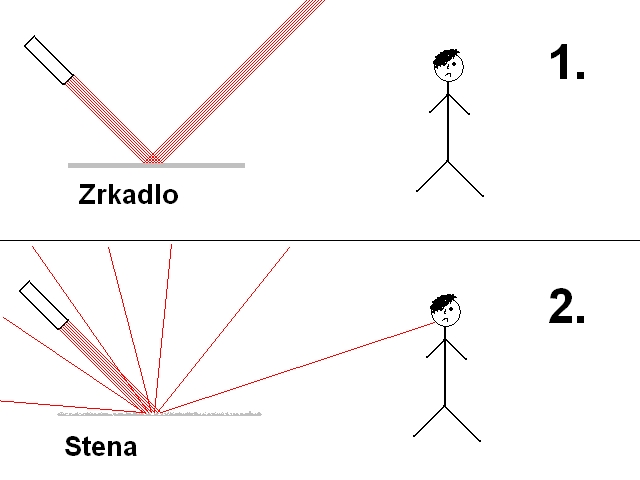 1.
Zrkadlo
2.
Stena